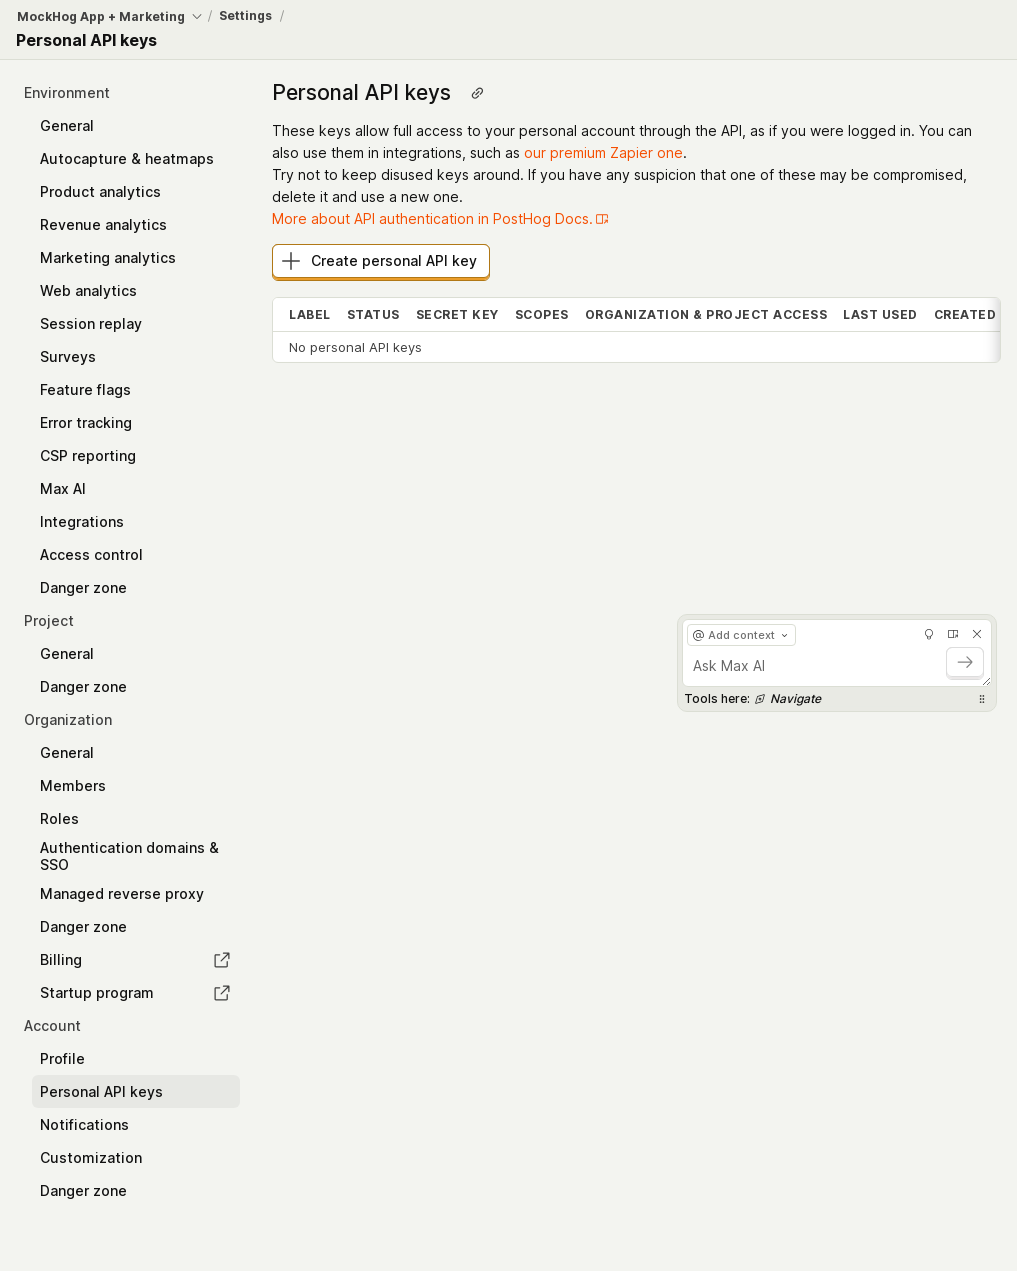 MockHog App + Marketing / Settings /
Personal API keys
Environment
General
Autocapture & heatmaps
Product analytics
Revenue analytics
Marketing analytics
Web analytics
Session replay
Surveys
Feature flags
Error tracking
CSP reporting
Max AI
Integrations
Access control
Danger zone
Project
General
Danger zone
Organization
General
Members
Roles
Authentication domains &
SSO
Managed reverse proxy
Danger zone
Billing
Startup program
Account
Profile
Personal API keys
Notifications
Customization
Danger zone
Personal API keys
These keys allow full access to your personal account through the API, as if you were logged in. You can
also use them in integrations, such as our premium Zapier one.
Try not to keep disused keys around. If you have any suspicion that one of these may be compromised,
delete it and use a new one.
More about API authentication in PostHog Docs.
Create personal API key
LABEL STATUS SECRET KEY SCOPES ORGANIZATION & PROJECT ACCESS LAST USED CREATED
No personal API keys
@ Add context
Ask Max AI
Tools here: Navigate